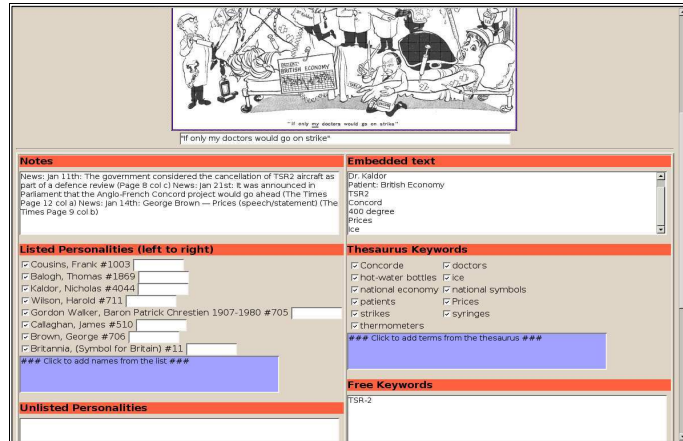 BRITISH ECONOMY
"If only my doctors would go on strike"
"If only my doctors would go on strike"
Notes
News: Jan 11th: The government considered the cancellation of TSR2 aircraft as
part of a defence review (Page 8 col c) News: Jan 21st: It was announced in
Parliament that the Anglo-French Concord project would go ahead (The Times
Page 12 col a) News: Jan 14th: George Brown — Prices (speech/statement) (The
Times Page 9 col b)
Embedded text
Dr. Kaldor
Patient: British Economy
TSR2
Concord
400 degree
Prices
Ice
Listed Personalities (left to right)
Cousins, Frank #1003
Balogh, Thomas #1869
Kaldor, Nicholas #4044
Wilson, Harold #711
Gordon Walker, Baron Patrick Chrestien 1907-1980 #705
Callaghan, James #510
Brown, George #706
Britannia, (Symbol for Britain) #11
### Click to add names from the list ###
Unlisted Personalities
Thesaurus Keywords
Concorde doctors
hot-water bottles ice
national economy national symbols
patients Prices
strikes syringes
thermometers
### Click to add terms from the thesaurus ###
Free Keywords
TSR-2